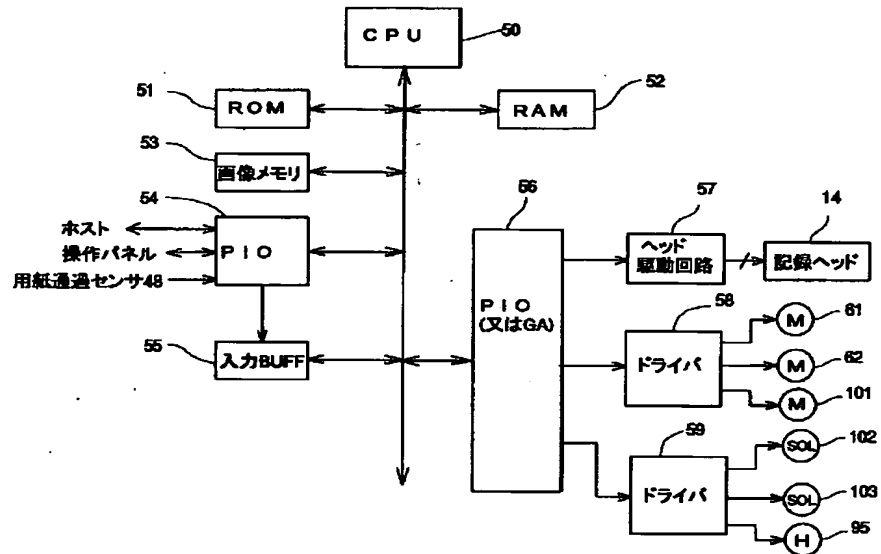 CPU
50
51
ROM
RAM
52
53
画像メモリ
54
ホスト
操作パネル
用紙通過センサ48
PIO
55
入力BUFF
56
PIO
(又はGA)
57
ヘッド
駆動回路
14
記録ヘッド
58
ドライバ
M
61
M
62
M
101
59
ドライバ
SOL
102
SOL
103
H
95